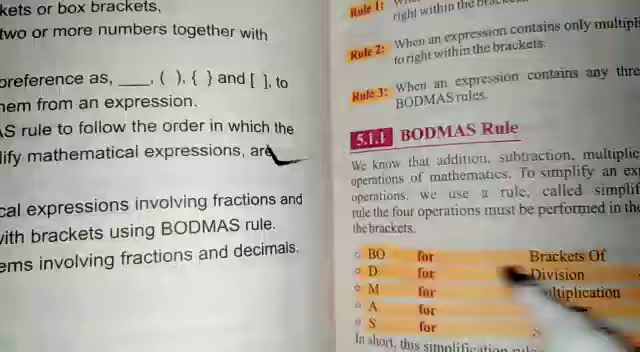 kets or box brackets,
two or more numbers together with
preference as, ____, ( ), { } and [ ], to
hem from an expression.
AS rule to follow the order in which the
lify mathematical expressions, are
cal expressions involving fractions and
with brackets using BODMAS rule.
ems involving fractions and decimals.
Rule 1:
right within the brackets.
Rule 2: When an expression contains only multipli
to right within the brackets.
Rule 3: When an expression contains any thre
BODMAS rules.
5.1.1 BODMAS Rule
We know that addition, subtraction, multiplic
operations of mathematics. To simplify an ex
operations, we use a rule, called simplif
rule the four operations must be performed in the
the brackets.
BO for Brackets Of
D for Division
M for ultiplication
A for
S for S
In short, this simplification rule